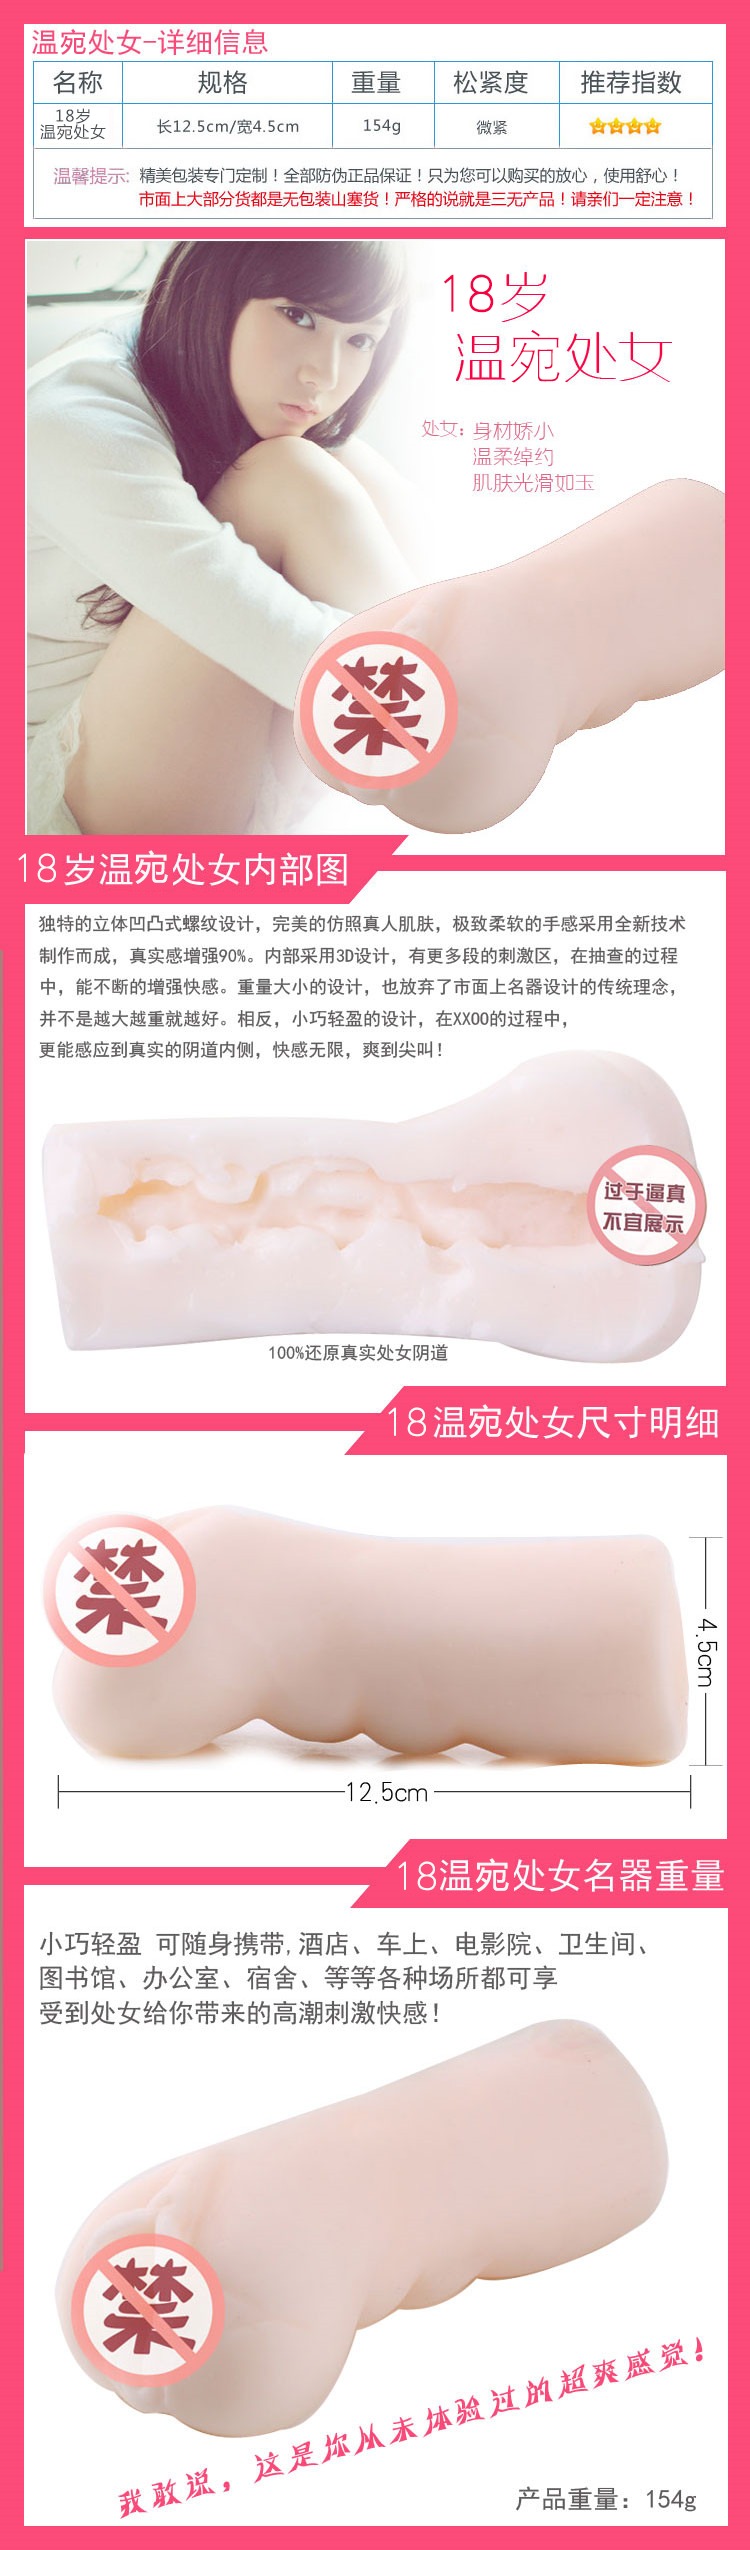 温宛处女-详细信息
名称 规格 重量 松紧度 推荐指数
18岁
温宛处女 长12.5cm/宽4.5cm 154g 微紧
温馨提示: 精美包装专门定制！全部防伪正品保证！只为您可以购买的放心，使用舒心！
市面上大部分货都是无包装山塞货！严格的说就是三无产品！请亲们一定注意！
18岁
温宛处女
处女：身材娇小
温柔绰约
肌肤光滑如玉
禁
18岁温宛处女内部图
独特的立体凹凸式螺纹设计，完美的仿照真人肌肤，极致柔软的手感采用全新技术
制作而成，真实感增强90%。内部采用3D设计，有更多段的刺激区，在抽查的过程
中，能不断的增强快感。重量大小的设计，也放弃了市面上名器设计的传统理念，
并不是越大越重就越好。相反，小巧轻盈的设计，在XXOO的过程中，
更能感应到真实的阴道内侧，快感无限，爽到尖叫！
过于逼真
不宜展示
100%还原真实处女阴道
18温宛处女尺寸明细
禁
4.5cm
12.5cm
18温宛处女名器重量
小巧轻盈 可随身携带,酒店、车上、电影院、卫生间、
图书馆、办公室、宿舍、等等各种场所都可享
受到处女给你带来的高潮刺激快感！
禁
我敢说，这是你从未体验过的超爽感觉！
产品重量：154g